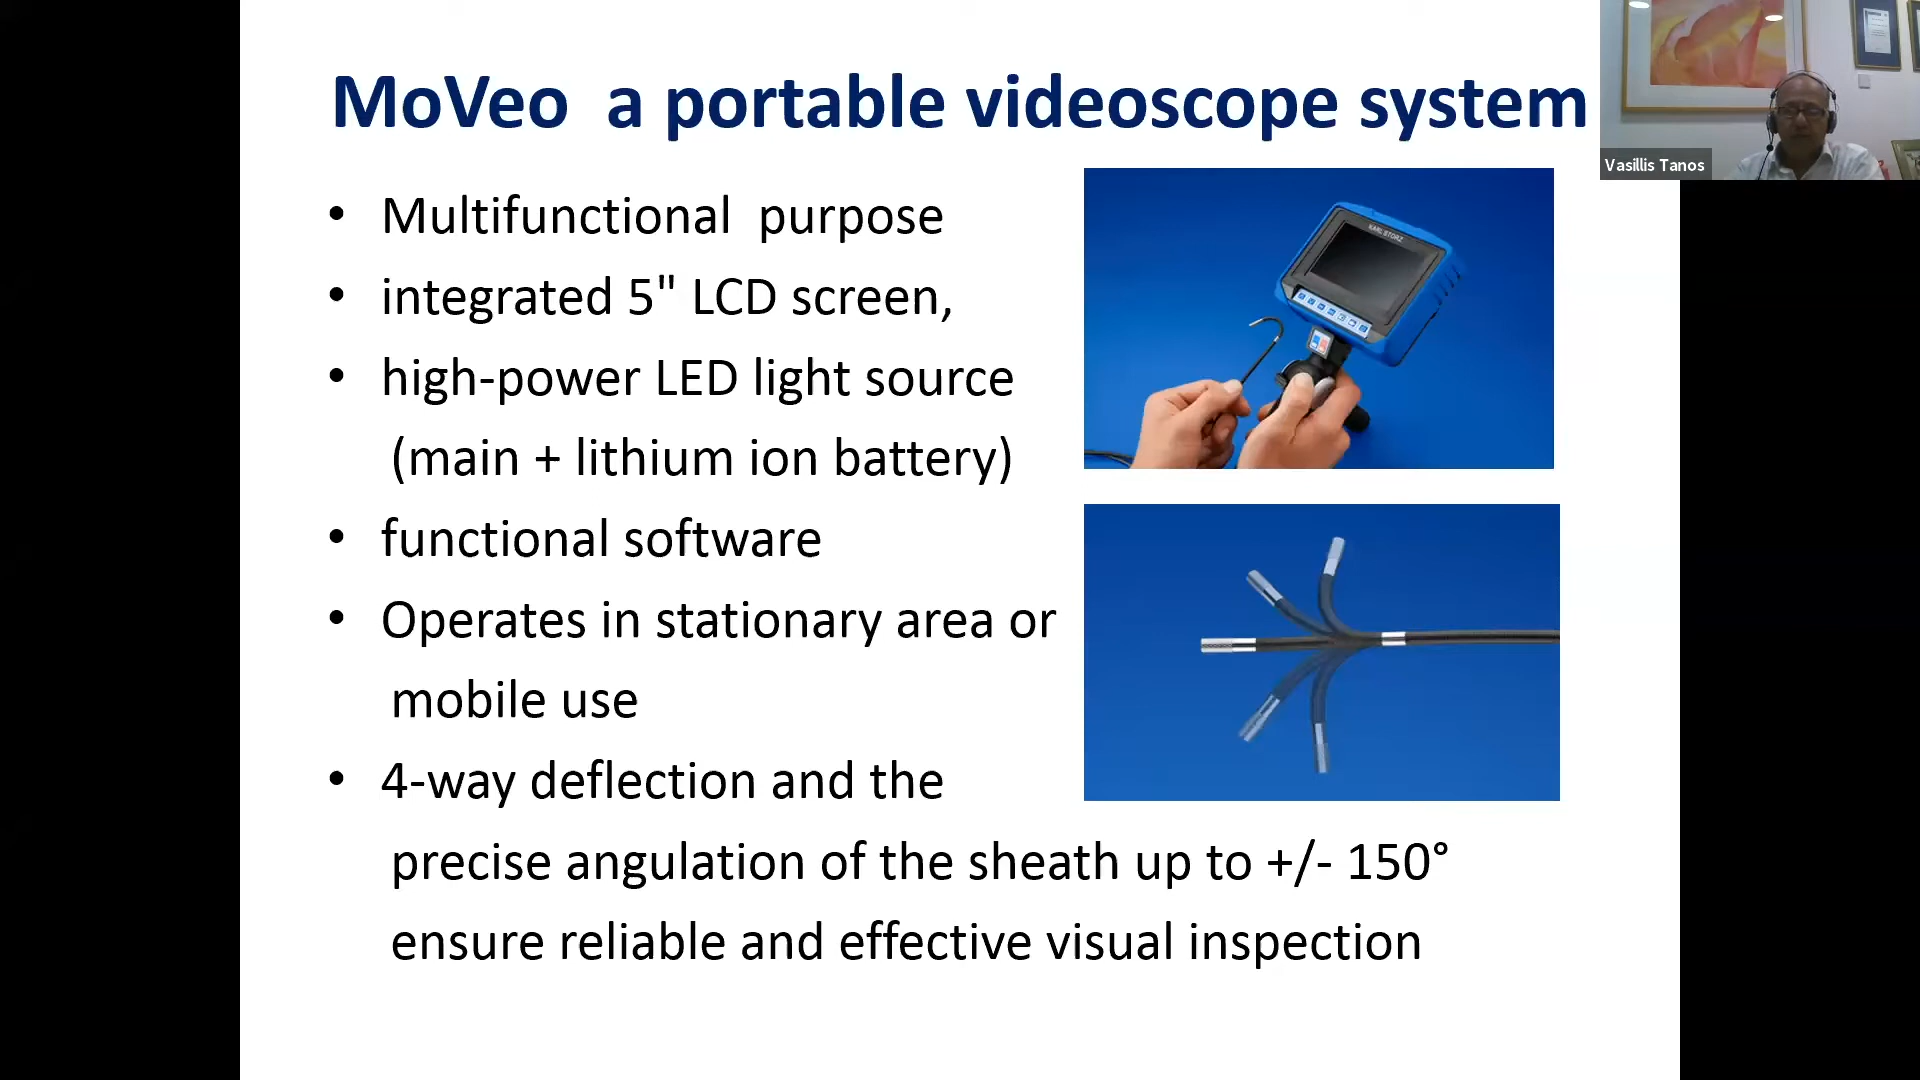 MoVeo a portable videoscope system
Vasillis Tanos
• Multifunctional purpose
• integrated 5" LCD screen,
• high-power LED light source
(main + lithium ion battery)
• functional software
• Operates in stationary area or
mobile use
• 4-way deflection and the
precise angulation of the sheath up to +/- 150°
ensure reliable and effective visual inspection
KARL STORZ